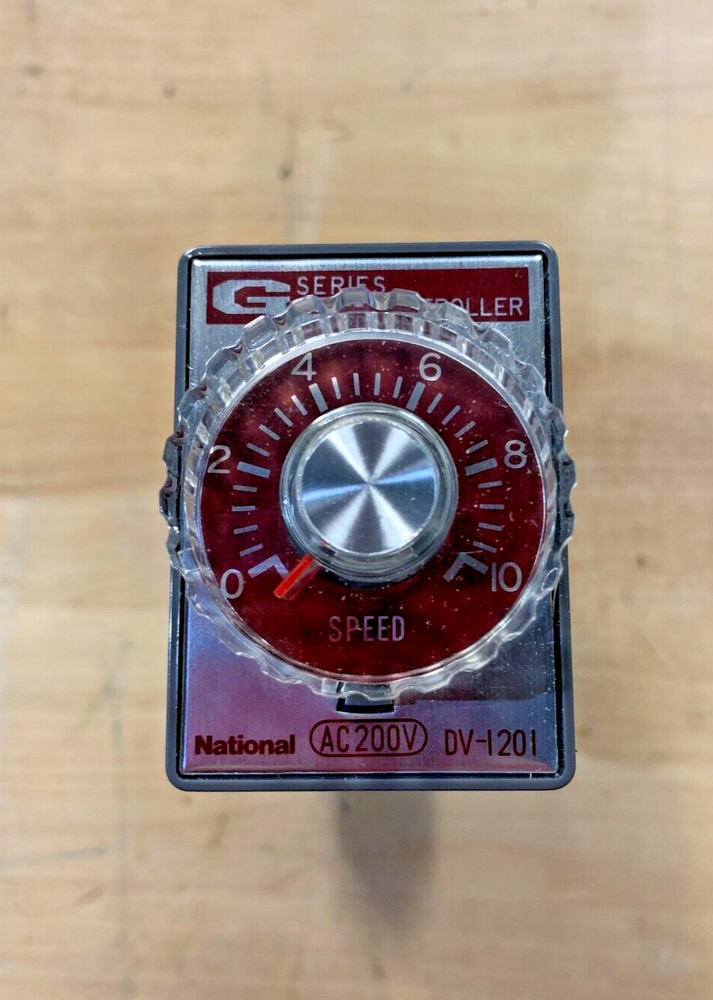 G SERIES
ROLLER
4 6
2 8
0 10
SPEED
National AC200V DV-1201